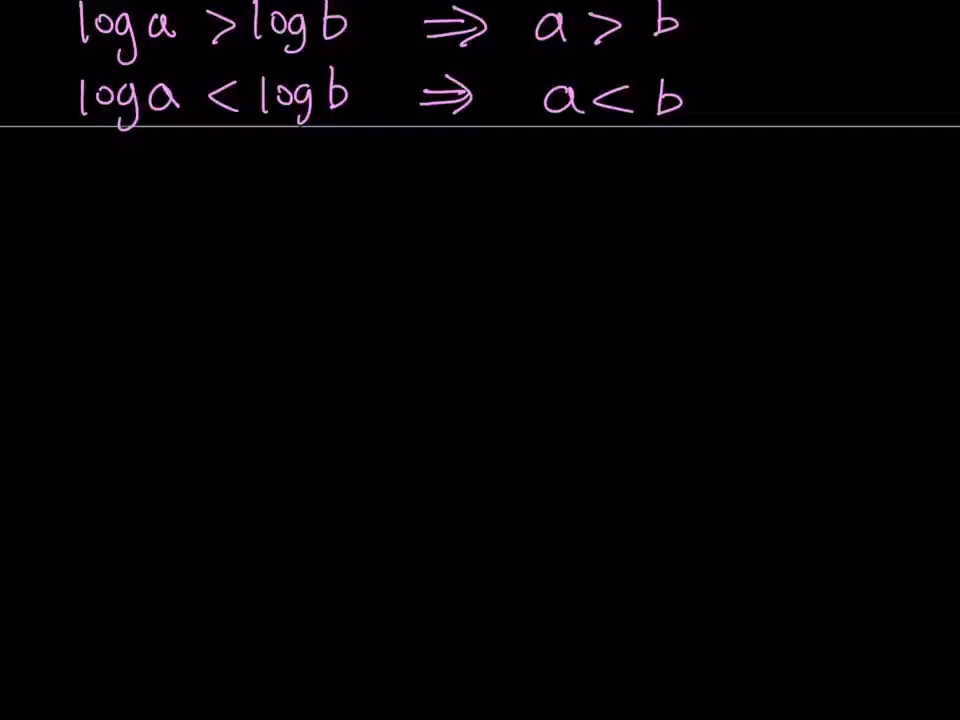 log a > log b ⇒ a > b
log a < log b ⇒ a < b